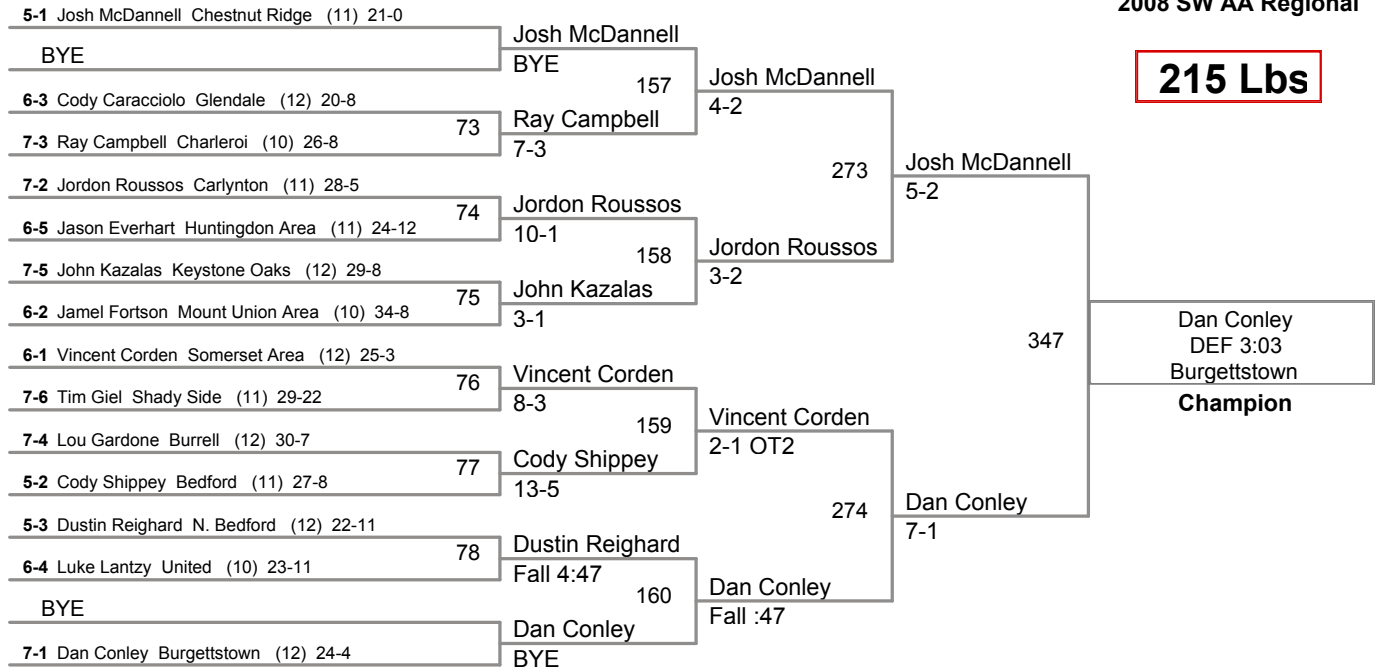 2008 SW AA Regional
215 Lbs
5-1 Josh McDannell Chestnut Ridge (11) 21-0
BYE
6-3 Cody Caracciolo Glendale (12) 20-8
7-3 Ray Campbell Charleroi (10) 26-8
7-2 Jordon Roussos Carlynton (11) 28-5
6-5 Jason Everhart Huntingdon Area (11) 24-12
7-5 John Kazalas Keystone Oaks (12) 29-8
6-2 Jamel Fortson Mount Union Area (10) 34-8
6-1 Vincent Corden Somerset Area (12) 25-3
7-6 Tim Giel Shady Side (11) 29-22
7-4 Lou Gardone Burrell (12) 30-7
5-2 Cody Shippey Bedford (11) 27-8
5-3 Dustin Reighard N. Bedford (12) 22-11
6-4 Luke Lantzy United (10) 23-11
BYE
7-1 Dan Conley Burgettstown (12) 24-4
73
74
75
76
77
78
Josh McDannell
BYE
Ray Campbell
7-3
Jordon Roussos
10-1
John Kazalas
3-1
Vincent Corden
8-3
Cody Shippey
13-5
Dustin Reighard
Fall 4:47
Dan Conley
BYE
157
158
159
160
Josh McDannell
4-2
Jordon Roussos
3-2
Vincent Corden
2-1 OT2
Dan Conley
Fall :47
273
274
Josh McDannell
5-2
Dan Conley
7-1
347
Dan Conley
DEF 3:03
Burgettstown
Champion